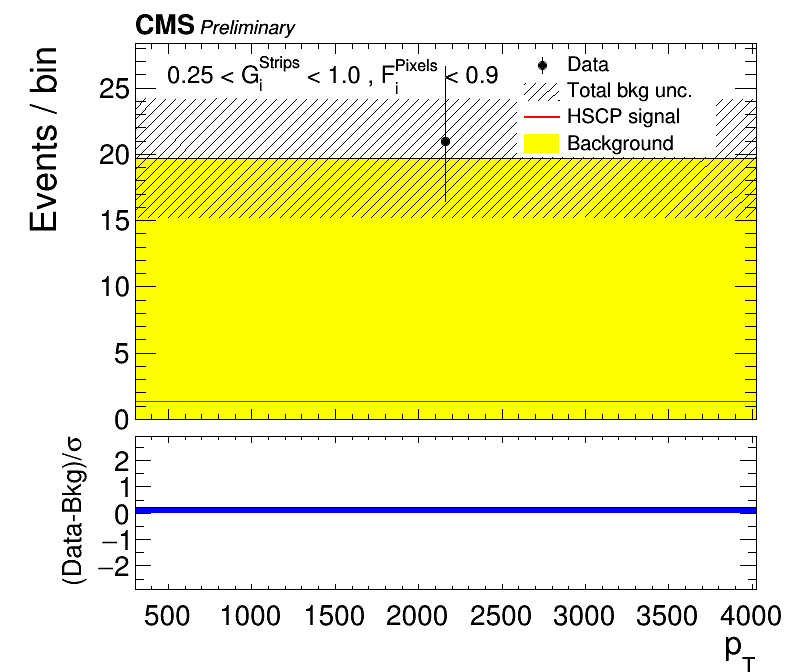 CMS Preliminary
0.25 < G_i^Strips < 1.0 , F_i^Pixels < 0.9
Data
Total bkg unc.
HSCP signal
Background
Events / bin
25
20
15
10
5
0
(Data-Bkg)/σ
2
1
0
−1
−2
500 1000 1500 2000 2500 3000 3500 4000
p_T